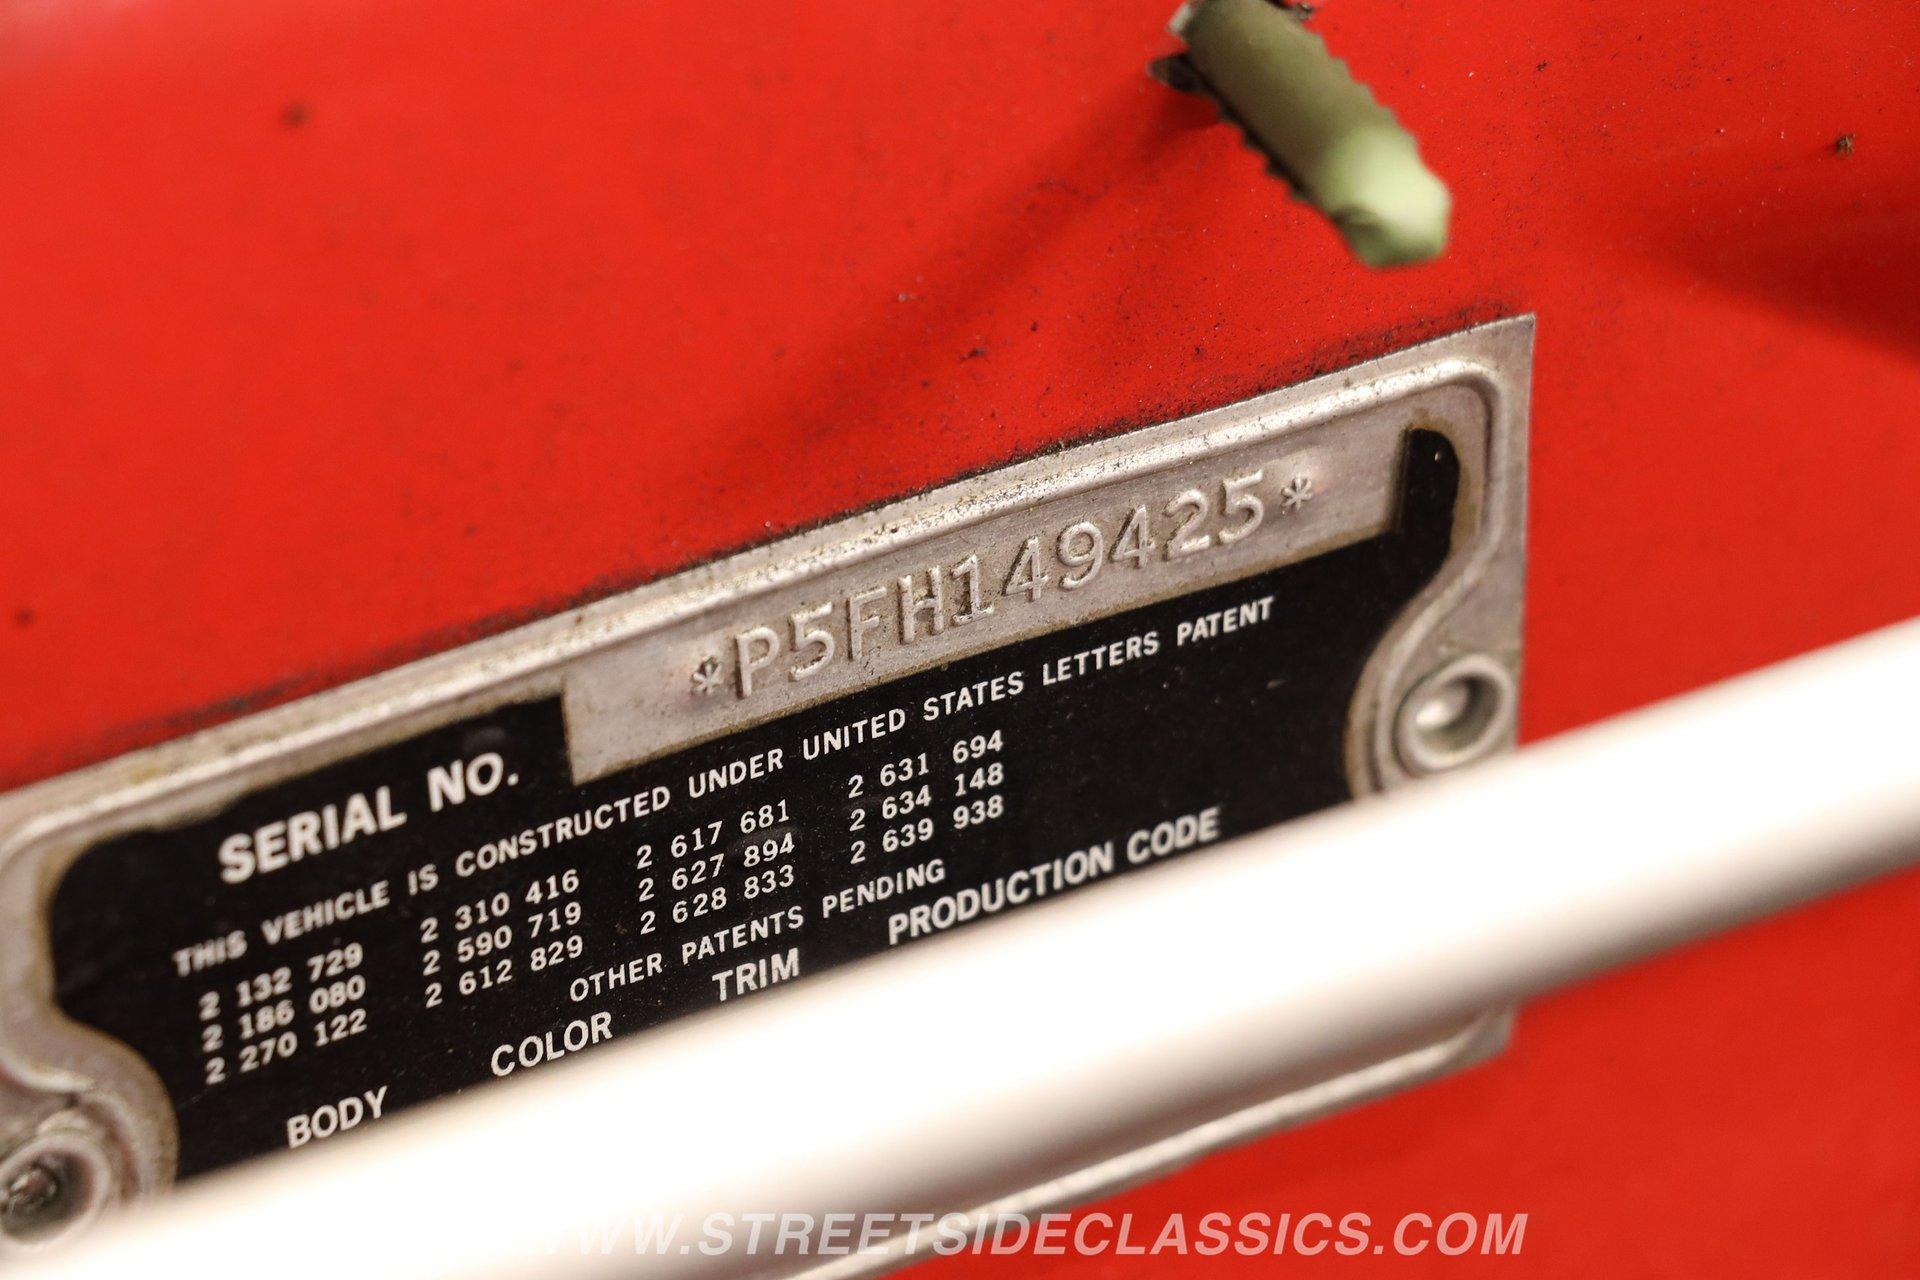 *P5FH149425*
SERIAL NO.
THIS VEHICLE IS CONSTRUCTED UNDER UNITED STATES LETTERS PATENT
2 132 729 2 310 416 2 617 681 2 631 694
2 186 080 2 590 719 2 627 894 2 634 148
2 270 122 2 612 829 2 628 833 2 639 938
OTHER PATENTS PENDING
BODY COLOR TRIM PRODUCTION CODE
WWW.STREETSIDECLASSICS.COM